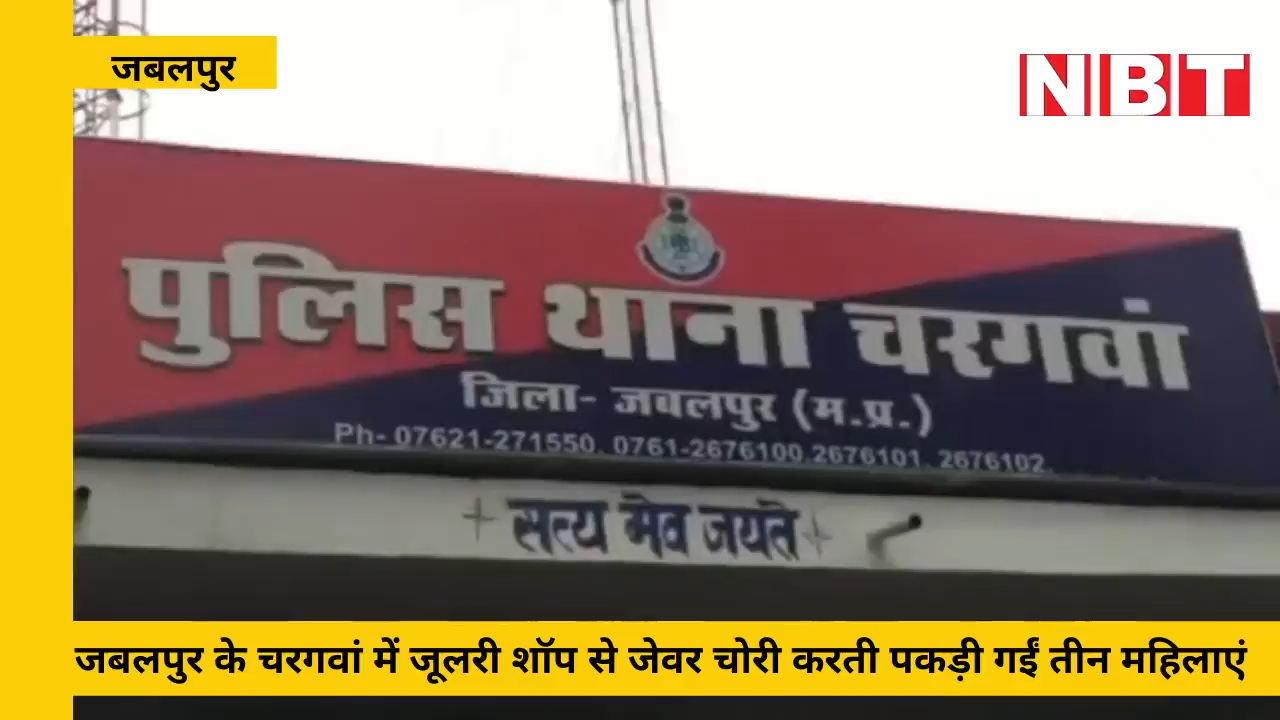 जबलपुर
NBT
पुलिस थाना चरगवां
जिला- जबलपुर (म.प्र.)
Ph- 07621-271550, 0761-2676100,2676101, 2676102,
सत्य मेव जयते
जबलपुर के चरगवां में जूलरी शॉप से जेवर चोरी करती पकड़ी गईं तीन महिलाएं